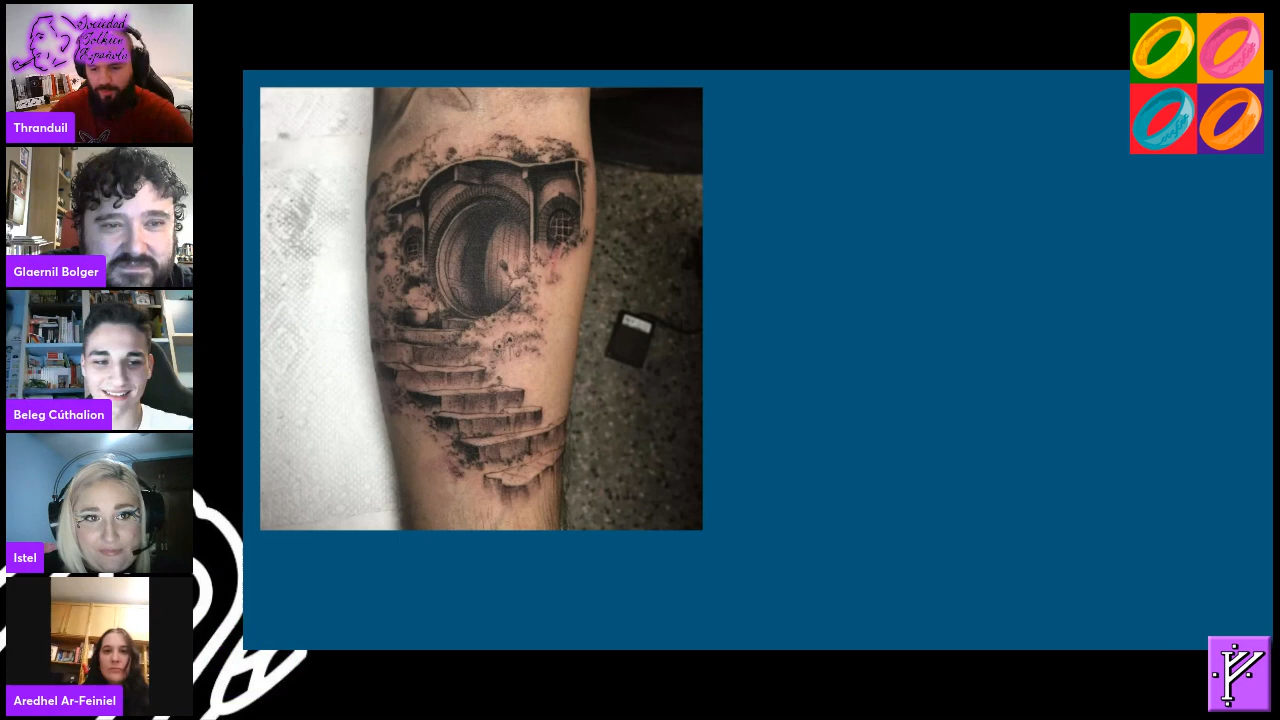 Sociedad
Tolkien
Española
Thranduil
Glaernil Bolger
Beleg Cúthalion
Istel
Aredhel Ar-Feiniel